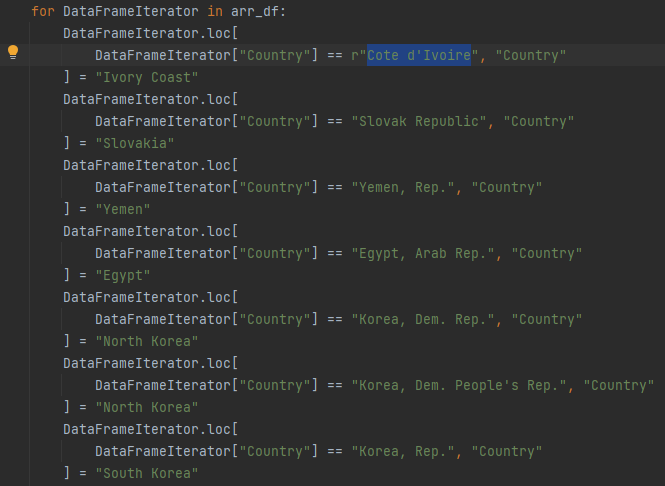 for DataFrameIterator in arr_df:
DataFrameIterator.loc[
DataFrameIterator["Country"] == r"Cote d'Ivoire", "Country"
] = "Ivory Coast"
DataFrameIterator.loc[
DataFrameIterator["Country"] == "Slovak Republic", "Country"
] = "Slovakia"
DataFrameIterator.loc[
DataFrameIterator["Country"] == "Yemen, Rep.", "Country"
] = "Yemen"
DataFrameIterator.loc[
DataFrameIterator["Country"] == "Egypt, Arab Rep.", "Country"
] = "Egypt"
DataFrameIterator.loc[
DataFrameIterator["Country"] == "Korea, Dem. Rep.", "Country"
] = "North Korea"
DataFrameIterator.loc[
DataFrameIterator["Country"] == "Korea, Dem. People's Rep.", "Country"
] = "North Korea"
DataFrameIterator.loc[
DataFrameIterator["Country"] == "Korea, Rep.", "Country"
] = "South Korea"